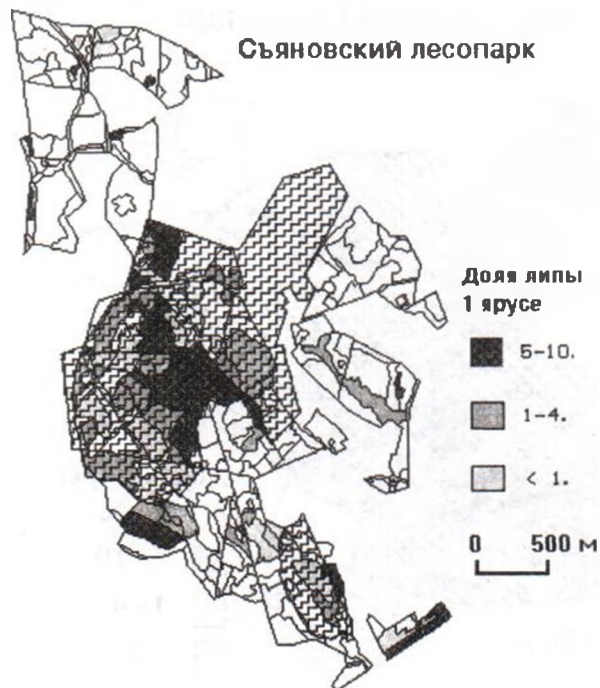 Съяновский лесопарк
Доля липы
1 ярусе
5-10.
1-4.
< 1.
0 500 м